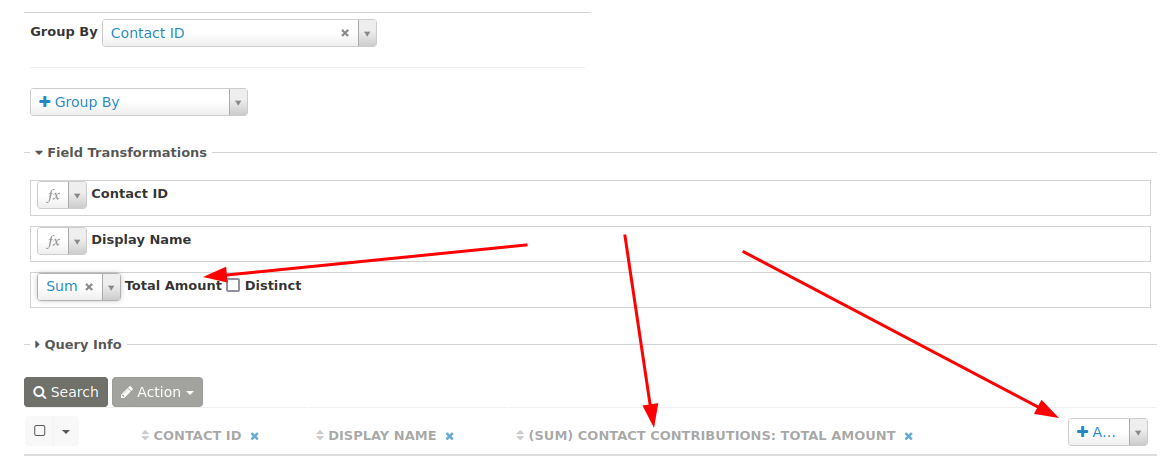 Group By Contact ID
Group By
Field Transformations
fx Contact ID
fx Display Name
Sum Total Amount Distinct
Query Info
Search Action
CONTACT ID DISPLAY NAME (SUM) CONTACT CONTRIBUTIONS: TOTAL AMOUNT A...